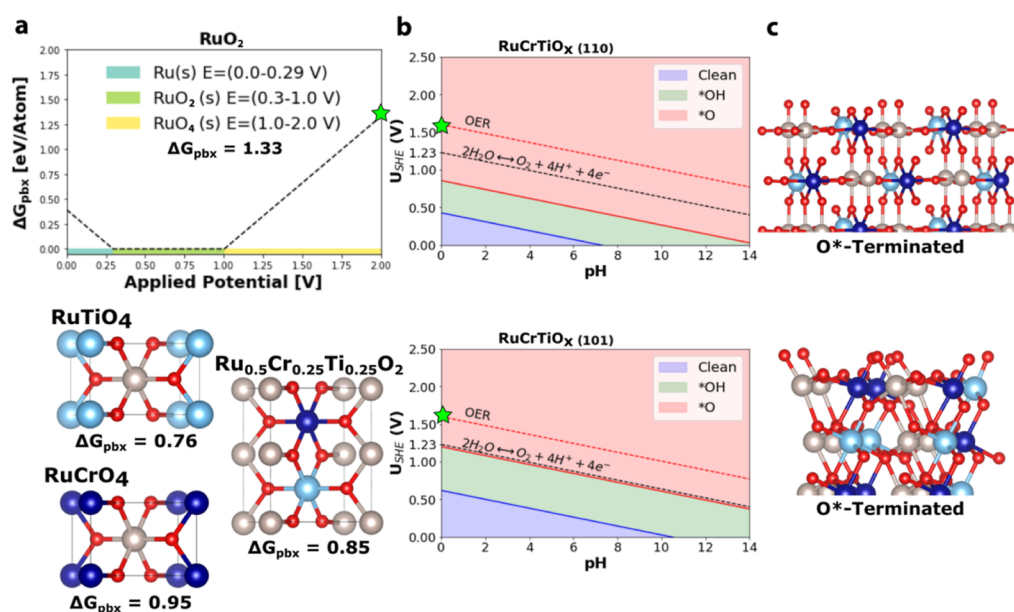 a
RuO₂
2.00
1.75
1.50
1.25
1.00
0.75
0.50
0.25
0.00
ΔG_pbx [eV/Atom]
Ru(s) E=(0.0-0.29 V)
RuO₂ (s) E=(0.3-1.0 V)
RuO₄ (s) E=(1.0-2.0 V)
ΔG_pbx = 1.33
0.00 0.25 0.50 0.75 1.00 1.25 1.50 1.75 2.00
Applied Potential [V]
RuTiO₄
ΔG_pbx = 0.76
RuCrO₄
ΔG_pbx = 0.95
Ru₀.₅Cr₀.₂₅Ti₀.₂₅O₂
ΔG_pbx = 0.85
b
RuCrTiOₓ (110)
2.50
2.00
1.50
1.23
1.00
0.50
0.00
U_SHE (V)
Clean
*OH
*O
OER
2H₂O⟷O₂ + 4H⁺ + 4e⁻
0 2 4 6 8 10 12 14
pH
RuCrTiOₓ (101)
2.50
2.00
1.50
1.23
1.00
0.50
0.00
U_SHE (V)
Clean
*OH
*O
OER
2H₂O⟷O₂ + 4H⁺ + 4e⁻
0 2 4 6 8 10 12 14
pH
c
O*-Terminated
O*-Terminated